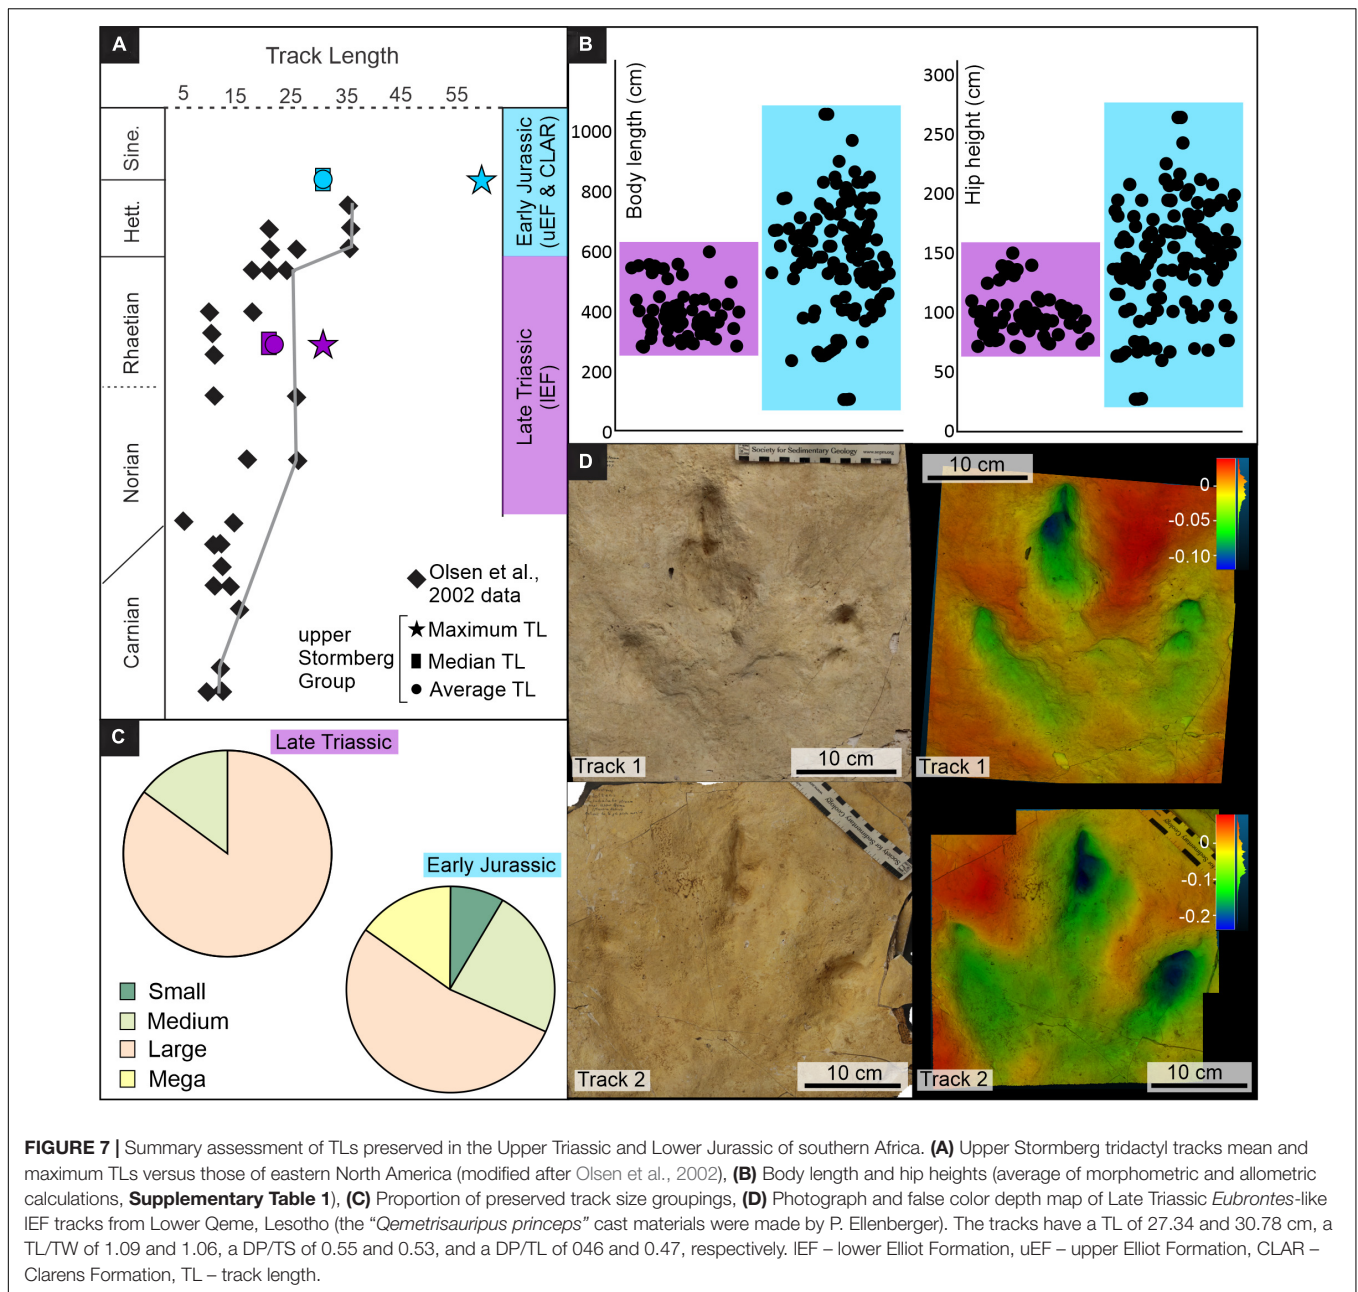 A
Track Length
5 15 25 35 45 55
Sine.
Hett.
Rhaetian
Norian
Carnian
Early Jurassic
(uEF & CLAR)
Late Triassic
(lEF)
Olsen et al.,
2002 data
upper
Stormberg
Group
Maximum TL
Median TL
Average TL
B
Body length (cm)
1000
800
600
400
200
0
Hip height (cm)
300
250
200
150
100
50
0
C
Late Triassic
Early Jurassic
Small
Medium
Large
Mega
D
Society for Sedimentary Geology www.sepm.org
10 cm
Track 1
10 cm
0
-0.05
-0.10
Track 1
Society for Sedimentary Geology
10 cm
Track 2
0
-0.1
-0.2
10 cm
Track 2
FIGURE 7 | Summary assessment of TLs preserved in the Upper Triassic and Lower Jurassic of southern Africa. (A) Upper Stormberg tridactyl tracks mean and
maximum TLs versus those of eastern North America (modified after Olsen et al., 2002), (B) Body length and hip heights (average of morphometric and allometric
calculations, Supplementary Table 1), (C) Proportion of preserved track size groupings, (D) Photograph and false color depth map of Late Triassic Eubrontes-like
lEF tracks from Lower Qeme, Lesotho (the “Qemetrisauripus princeps” cast materials were made by P. Ellenberger). The tracks have a TL of 27.34 and 30.78 cm, a
TL/TW of 1.09 and 1.06, a DP/TS of 0.55 and 0.53, and a DP/TL of 046 and 0.47, respectively. lEF – lower Elliot Formation, uEF – upper Elliot Formation, CLAR –
Clarens Formation, TL – track length.